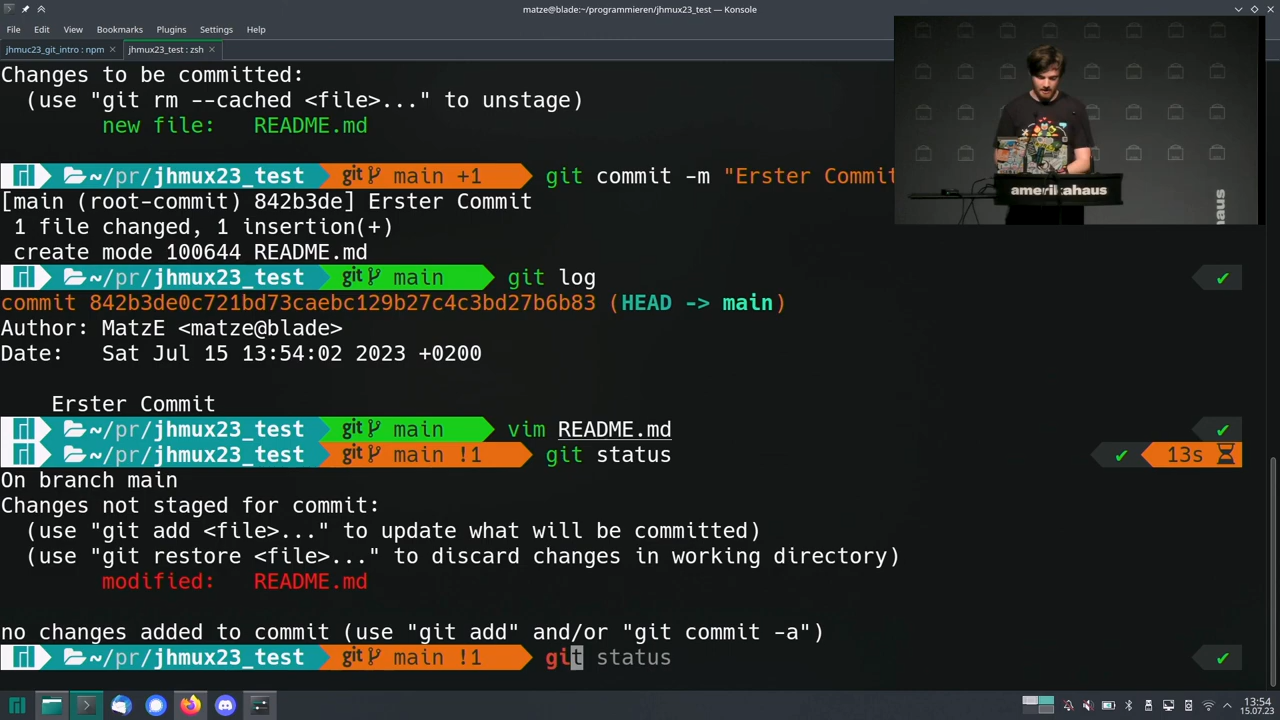 matze@blade:~/programmieren/jhmux23_test — Konsole
File Edit View Bookmarks Plugins Settings Help
jhmuc23_git_intro : npm
jhmux23_test : zsh
Changes to be committed:
(use "git rm --cached <file>..." to unstage)
new file: README.md
~/pr/jhmux23_test git main +1 git commit -m "Erster Commit
[main (root-commit) 842b3de] Erster Commit
1 file changed, 1 insertion(+)
create mode 100644 README.md
~/pr/jhmux23_test git main git log ✔
commit 842b3de0c721bd73caebc129b27c4c3bd27b6b83 (HEAD -> main)
Author: MatzE <matze@blade>
Date: Sat Jul 15 13:54:02 2023 +0200
Erster Commit
~/pr/jhmux23_test git main vim README.md ✔
~/pr/jhmux23_test git main !1 git status ✔ 13s
On branch main
Changes not staged for commit:
(use "git add <file>..." to update what will be committed)
(use "git restore <file>..." to discard changes in working directory)
modified: README.md
no changes added to commit (use "git add" and/or "git commit -a")
~/pr/jhmux23_test git main !1 git status ✔
amerikahaus
haus
13:54
15.07.23